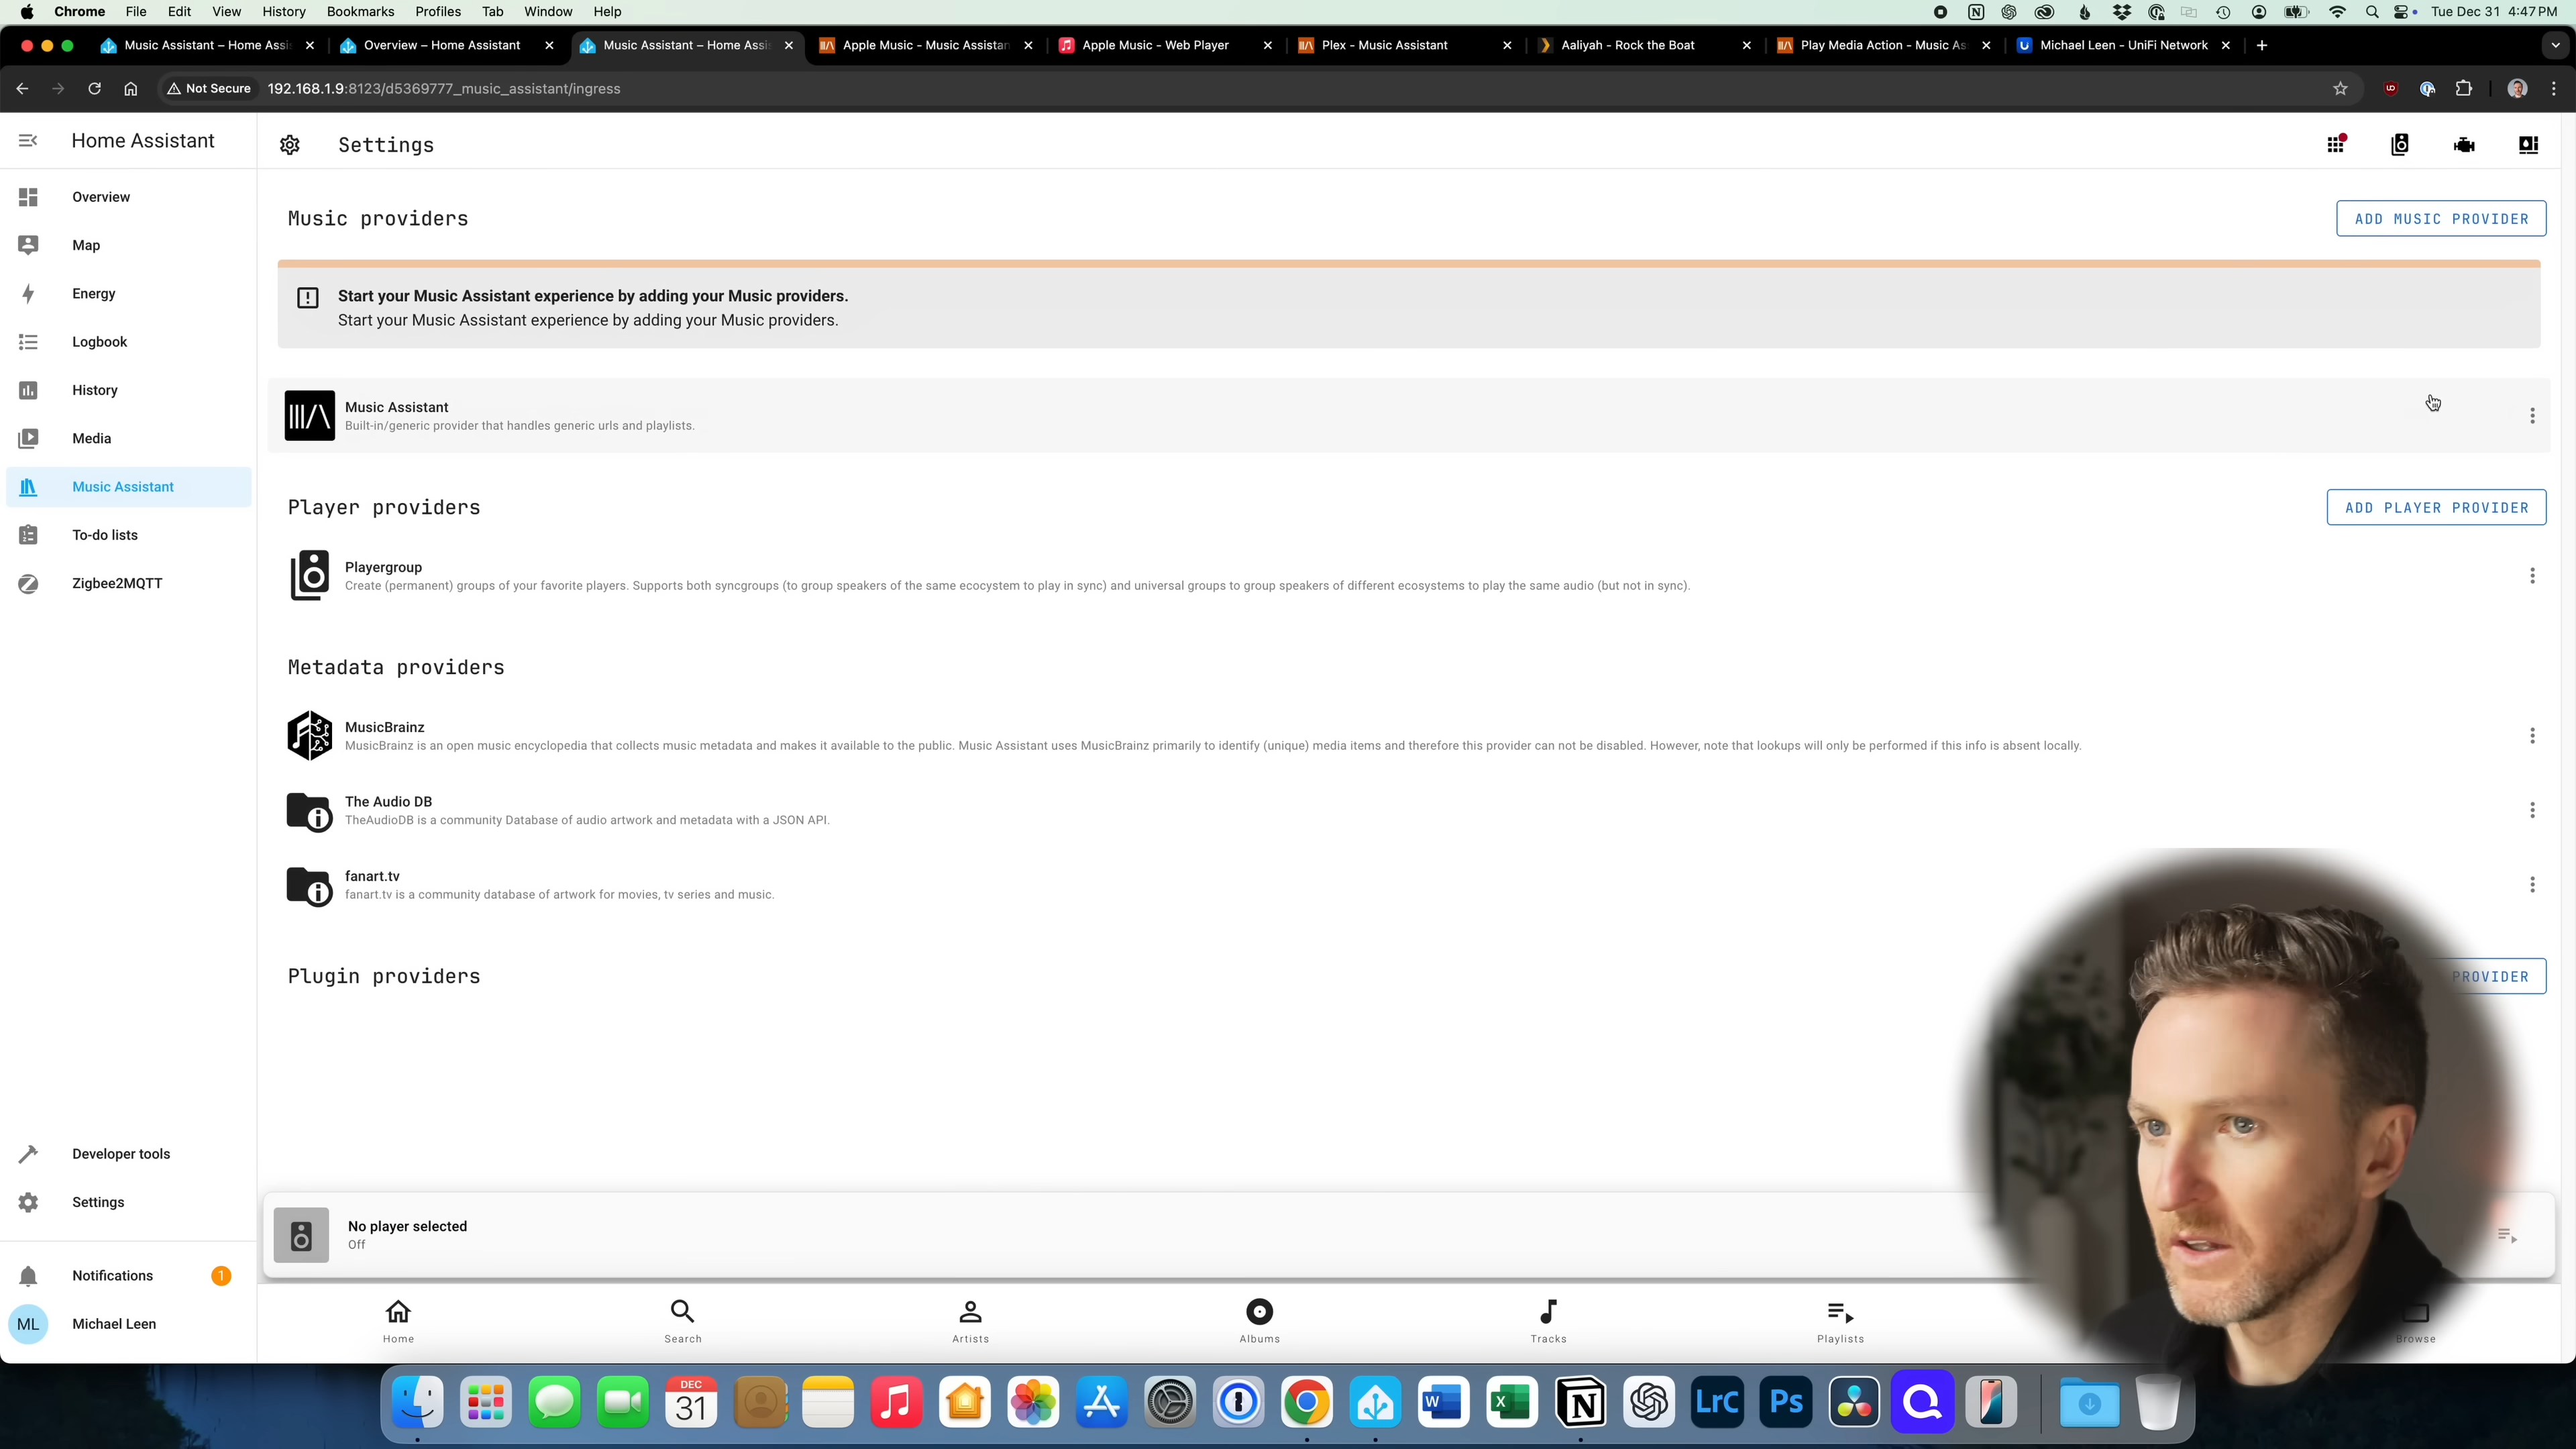 Chrome File Edit View History Bookmarks Profiles Tab Window Help
Tue Dec 31 4:47 PM
Music Assistant – Home Assis
Overview – Home Assistant
Music Assistant – Home Assis
Apple Music - Music Assistan
Apple Music - Web Player
Plex - Music Assistant
Aaliyah - Rock the Boat
Play Media Action - Music As
Michael Leen - UniFi Network
Not Secure 192.168.1.9:8123/d5369777_music_assistant/ingress
Home Assistant
Overview
Map
Energy
Logbook
History
Media
Music Assistant
To-do lists
Zigbee2MQTT
Developer tools
Settings
Notifications 1
ML Michael Leen
Settings
Music providers
ADD MUSIC PROVIDER
Start your Music Assistant experience by adding your Music providers.
Start your Music Assistant experience by adding your Music providers.
Music Assistant
Built-in/generic provider that handles generic urls and playlists.
Player providers
ADD PLAYER PROVIDER
Playergroup
Create (permanent) groups of your favorite players. Supports both syncgroups (to group speakers of the same ecocystem to play in sync) and universal groups to group speakers of different ecosystems to play the same audio (but not in sync).
Metadata providers
MusicBrainz
MusicBrainz is an open music encyclopedia that collects music metadata and makes it available to the public. Music Assistant uses MusicBrainz primarily to identify (unique) media items and therefore this provider can not be disabled. However, note that lookups will only be performed if this info is absent locally.
The Audio DB
TheAudioDB is a community Database of audio artwork and metadata with a JSON API.
fanart.tv
fanart.tv is a community database of artwork for movies, tv series and music.
Plugin providers
PROVIDER
No player selected
Off
Home
Search
Artists
Albums
Tracks
Playlists
Browse
DEC
31
W
X
N
LrC
Ps